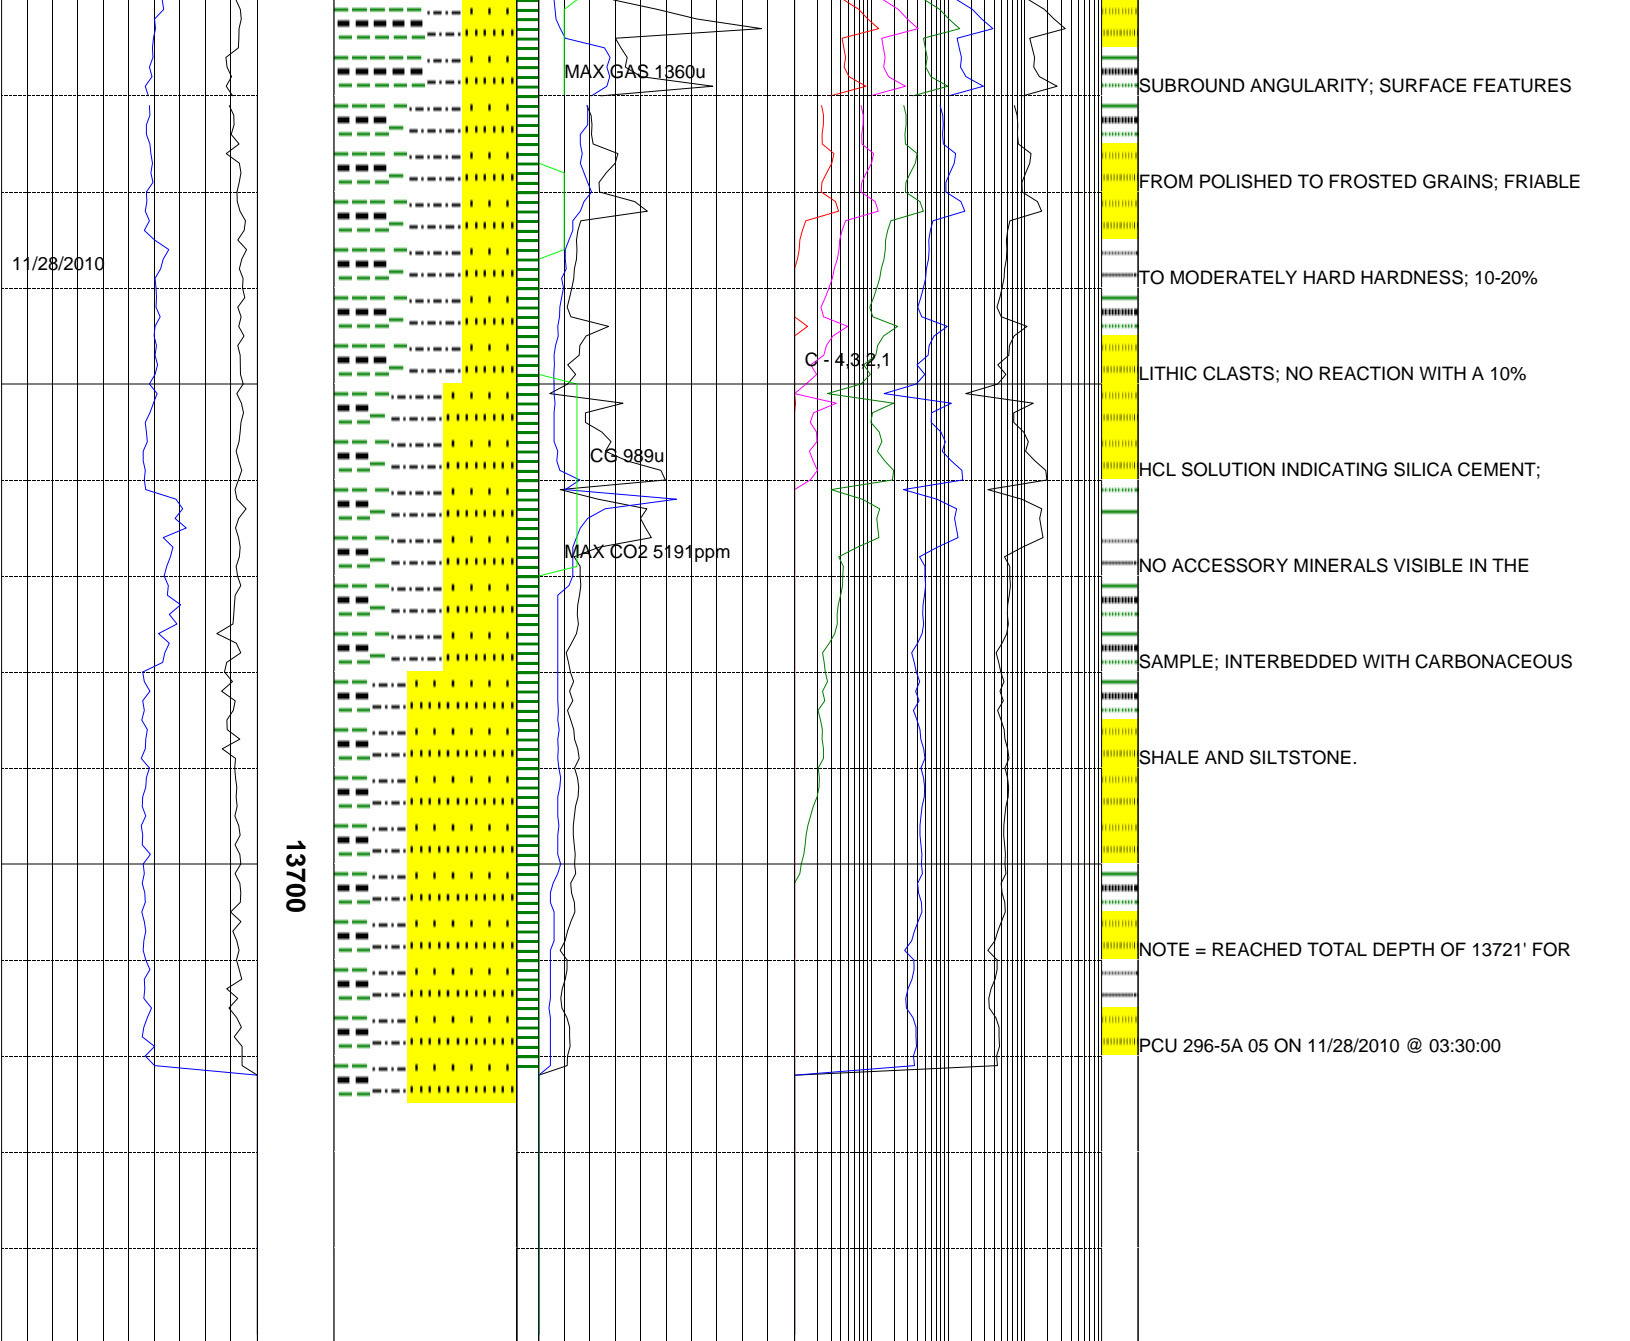 MAX GAS 1360u
SUBROUND ANGULARITY; SURFACE FEATURES
FROM POLISHED TO FROSTED GRAINS; FRIABLE
11/28/2010
TO MODERATELY HARD HARDNESS; 10-20%
C - 4,3,2,1
LITHIC CLASTS; NO REACTION WITH A 10%
CG 989u
HCL SOLUTION INDICATING SILICA CEMENT;
MAX CO2 5191ppm
NO ACCESSORY MINERALS VISIBLE IN THE
SAMPLE; INTERBEDDED WITH CARBONACEOUS
SHALE AND SILTSTONE.
13700
NOTE = REACHED TOTAL DEPTH OF 13721' FOR
PCU 296-5A 05 ON 11/28/2010 @ 03:30:00